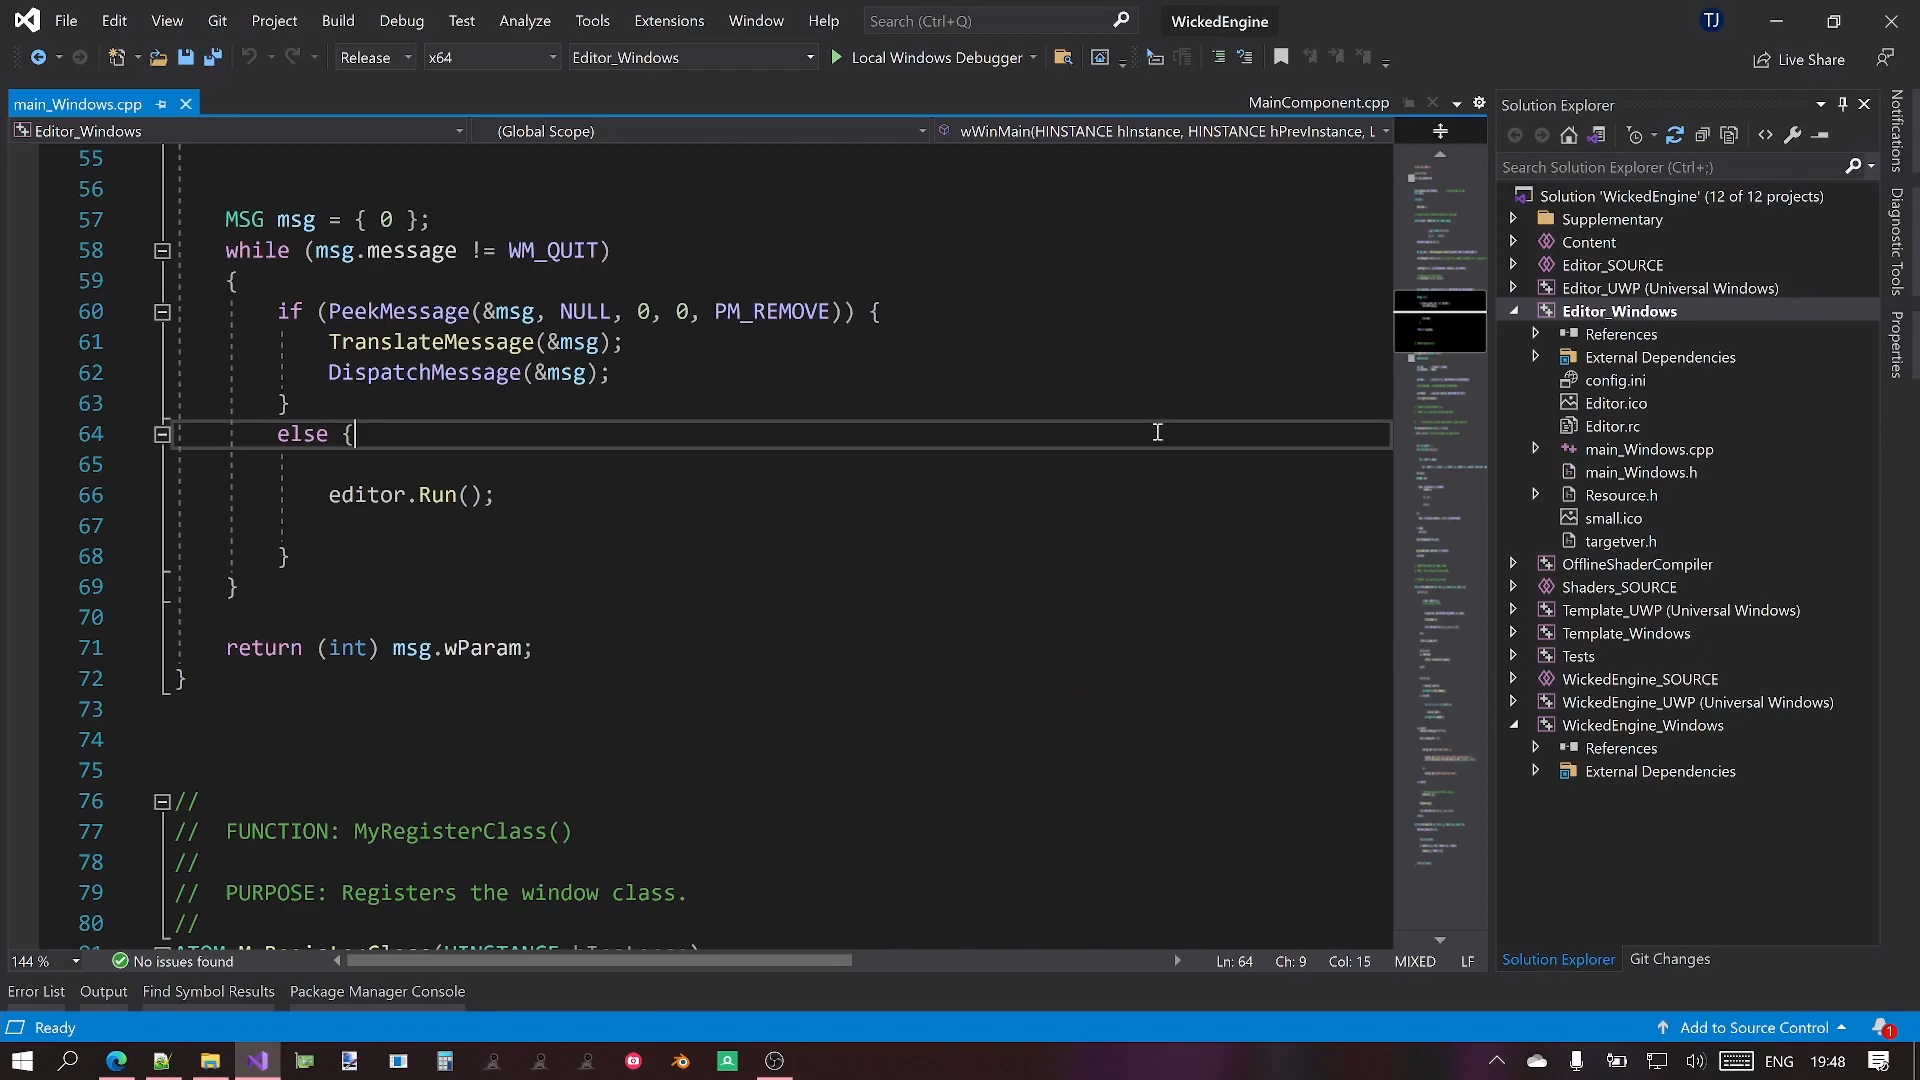 File Edit View Git Project Build Debug Test Analyze Tools Extensions Window Help Search (Ctrl+Q) WickedEngine TJ
Release x64 Editor_Windows Local Windows Debugger Live Share
main_Windows.cpp MainComponent.cpp
Editor_Windows (Global Scope) wWinMain(HINSTANCE hInstance, HINSTANCE hPrevInstance, L
55
56
57 MSG msg = { 0 };
58 while (msg.message != WM_QUIT)
59 {
60 if (PeekMessage(&msg, NULL, 0, 0, PM_REMOVE)) {
61 TranslateMessage(&msg);
62 DispatchMessage(&msg);
63 }
64 else {
65
66 editor.Run();
67
68 }
69 }
70
71 return (int) msg.wParam;
72 }
73
74
75
76 //
77 // FUNCTION: MyRegisterClass()
78 //
79 // PURPOSE: Registers the window class.
80 //
81 ATOM MyRegisterClass(HINSTANCE hInstance)
144 % No issues found Ln: 64 Ch: 9 Col: 15 MIXED LF
Solution Explorer
Search Solution Explorer (Ctrl+;)
Solution 'WickedEngine' (12 of 12 projects)
Supplementary
Content
Editor_SOURCE
Editor_UWP (Universal Windows)
Editor_Windows
References
External Dependencies
config.ini
Editor.ico
Editor.rc
main_Windows.cpp
main_Windows.h
Resource.h
small.ico
targetver.h
OfflineShaderCompiler
Shaders_SOURCE
Template_UWP (Universal Windows)
Template_Windows
Tests
WickedEngine_SOURCE
WickedEngine_UWP (Universal Windows)
WickedEngine_Windows
References
External Dependencies
Solution Explorer Git Changes
Notifications
Diagnostic Tools
Properties
Error List Output Find Symbol Results Package Manager Console
Ready Add to Source Control 1
ENG 19:48